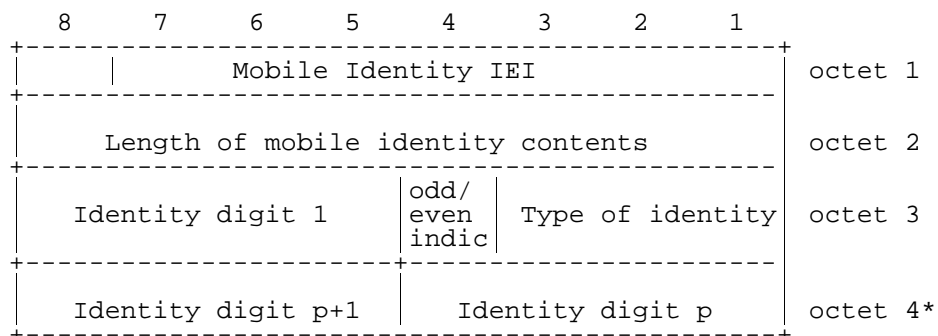 8 7 6 5 4 3 2 1
Mobile Identity IEI octet 1
Length of mobile identity contents octet 2
odd/
Identity digit 1 even Type of identity octet 3
indic
Identity digit p+1 Identity digit p octet 4*